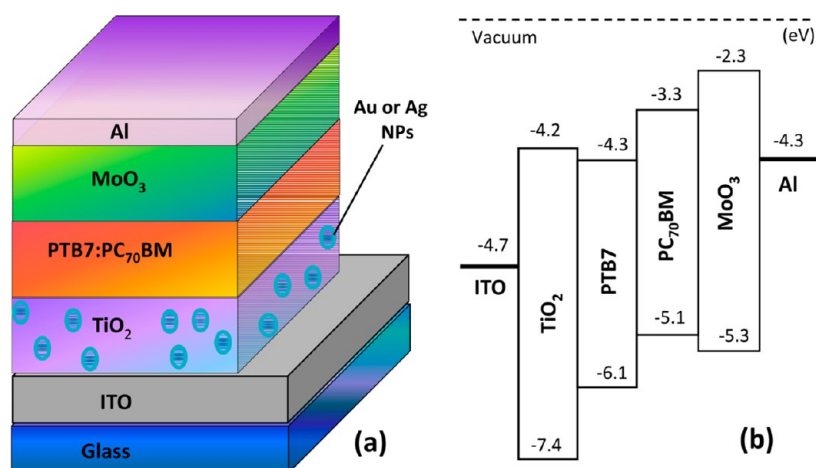 Al
MoO₃
PTB7:PC₇₀BM
TiO₂
ITO
Glass
Au or Ag
NPs
(a)
Vacuum
(eV)
-4.7
ITO
-4.2
TiO₂
-7.4
-4.3
PTB7
-6.1
-3.3
PC₇₀BM
-5.1
-2.3
MoO₃
-5.3
-4.3
Al
(b)